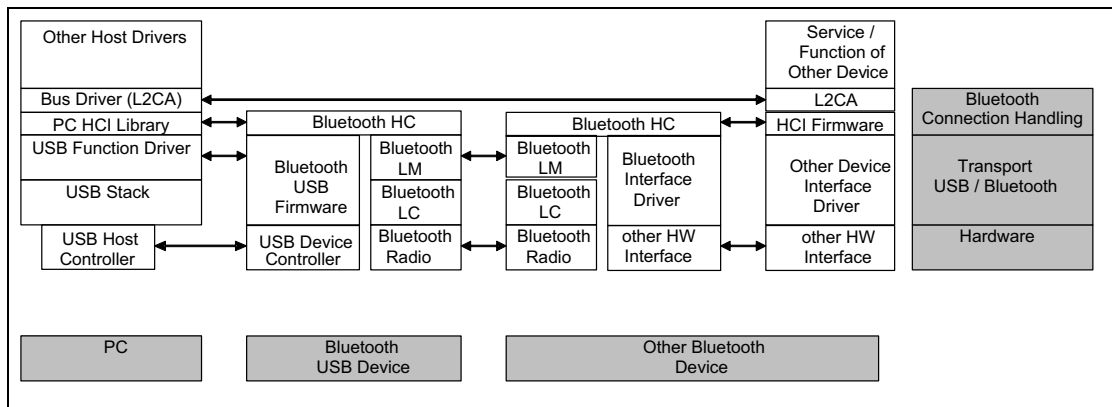 Other Host Drivers
Bus Driver (L2CA)
PC HCI Library
USB Function Driver
USB Stack
USB Host
Controller
Bluetooth HC
Bluetooth
USB
Firmware
USB Device
Controller
Bluetooth
LM
Bluetooth
LC
Bluetooth
Radio
Bluetooth HC
Bluetooth
LM
Bluetooth
LC
Bluetooth
Radio
Bluetooth
Interface
Driver
other HW
Interface
Service /
Function of
Other Device
L2CA
HCI Firmware
Other Device
Interface
Driver
other HW
Interface
Bluetooth
Connection Handling
Transport
USB / Bluetooth
Hardware
PC
Bluetooth
USB Device
Other Bluetooth
Device